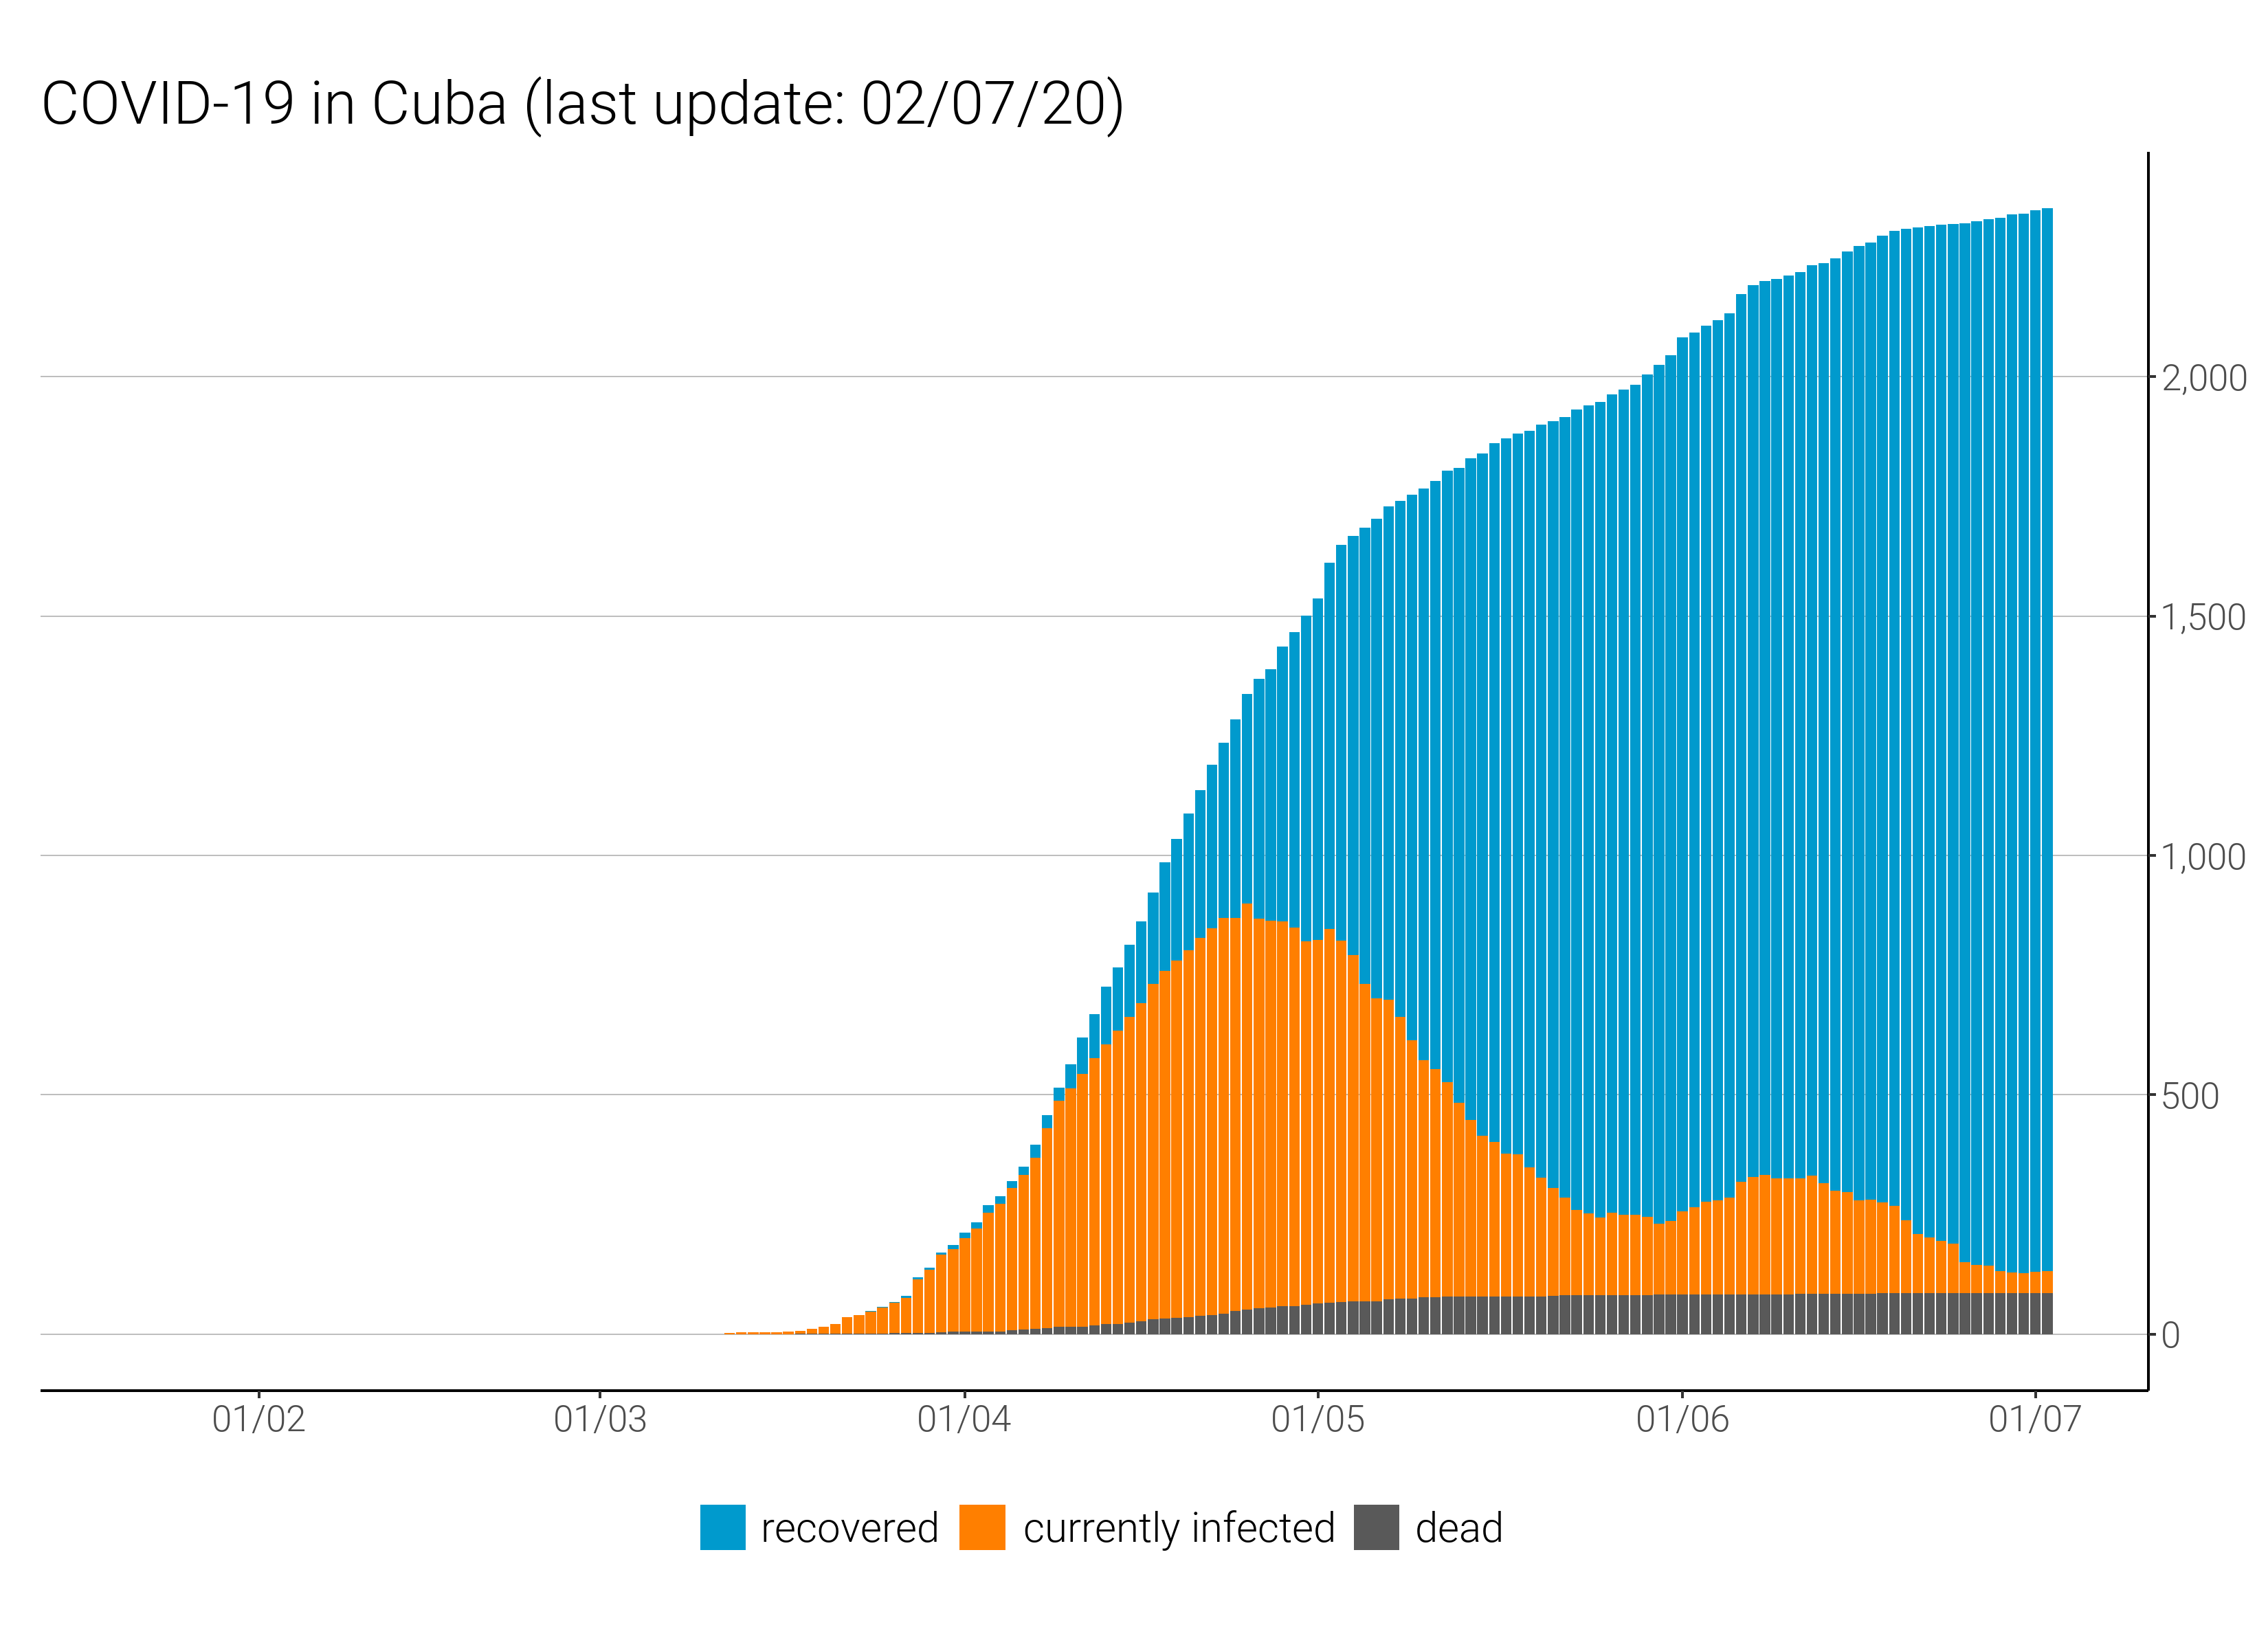 COVID-19 in Cuba (last update: 02/07/20)
2,000
1,500
1,000
500
0
01/02 01/03 01/04 01/05 01/06 01/07
recovered currently infected dead